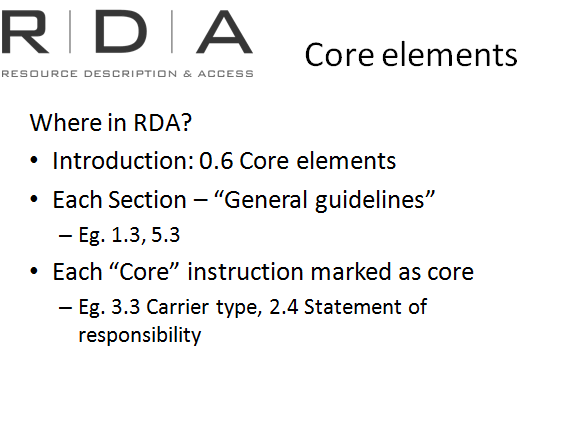 R | D | A
RESOURCE DESCRIPTION & ACCESS
Core elements
Where in RDA?
• Introduction: 0.6 Core elements
• Each Section – “General guidelines”
– Eg. 1.3, 5.3
• Each “Core” instruction marked as core
– Eg. 3.3 Carrier type, 2.4 Statement of
responsibility